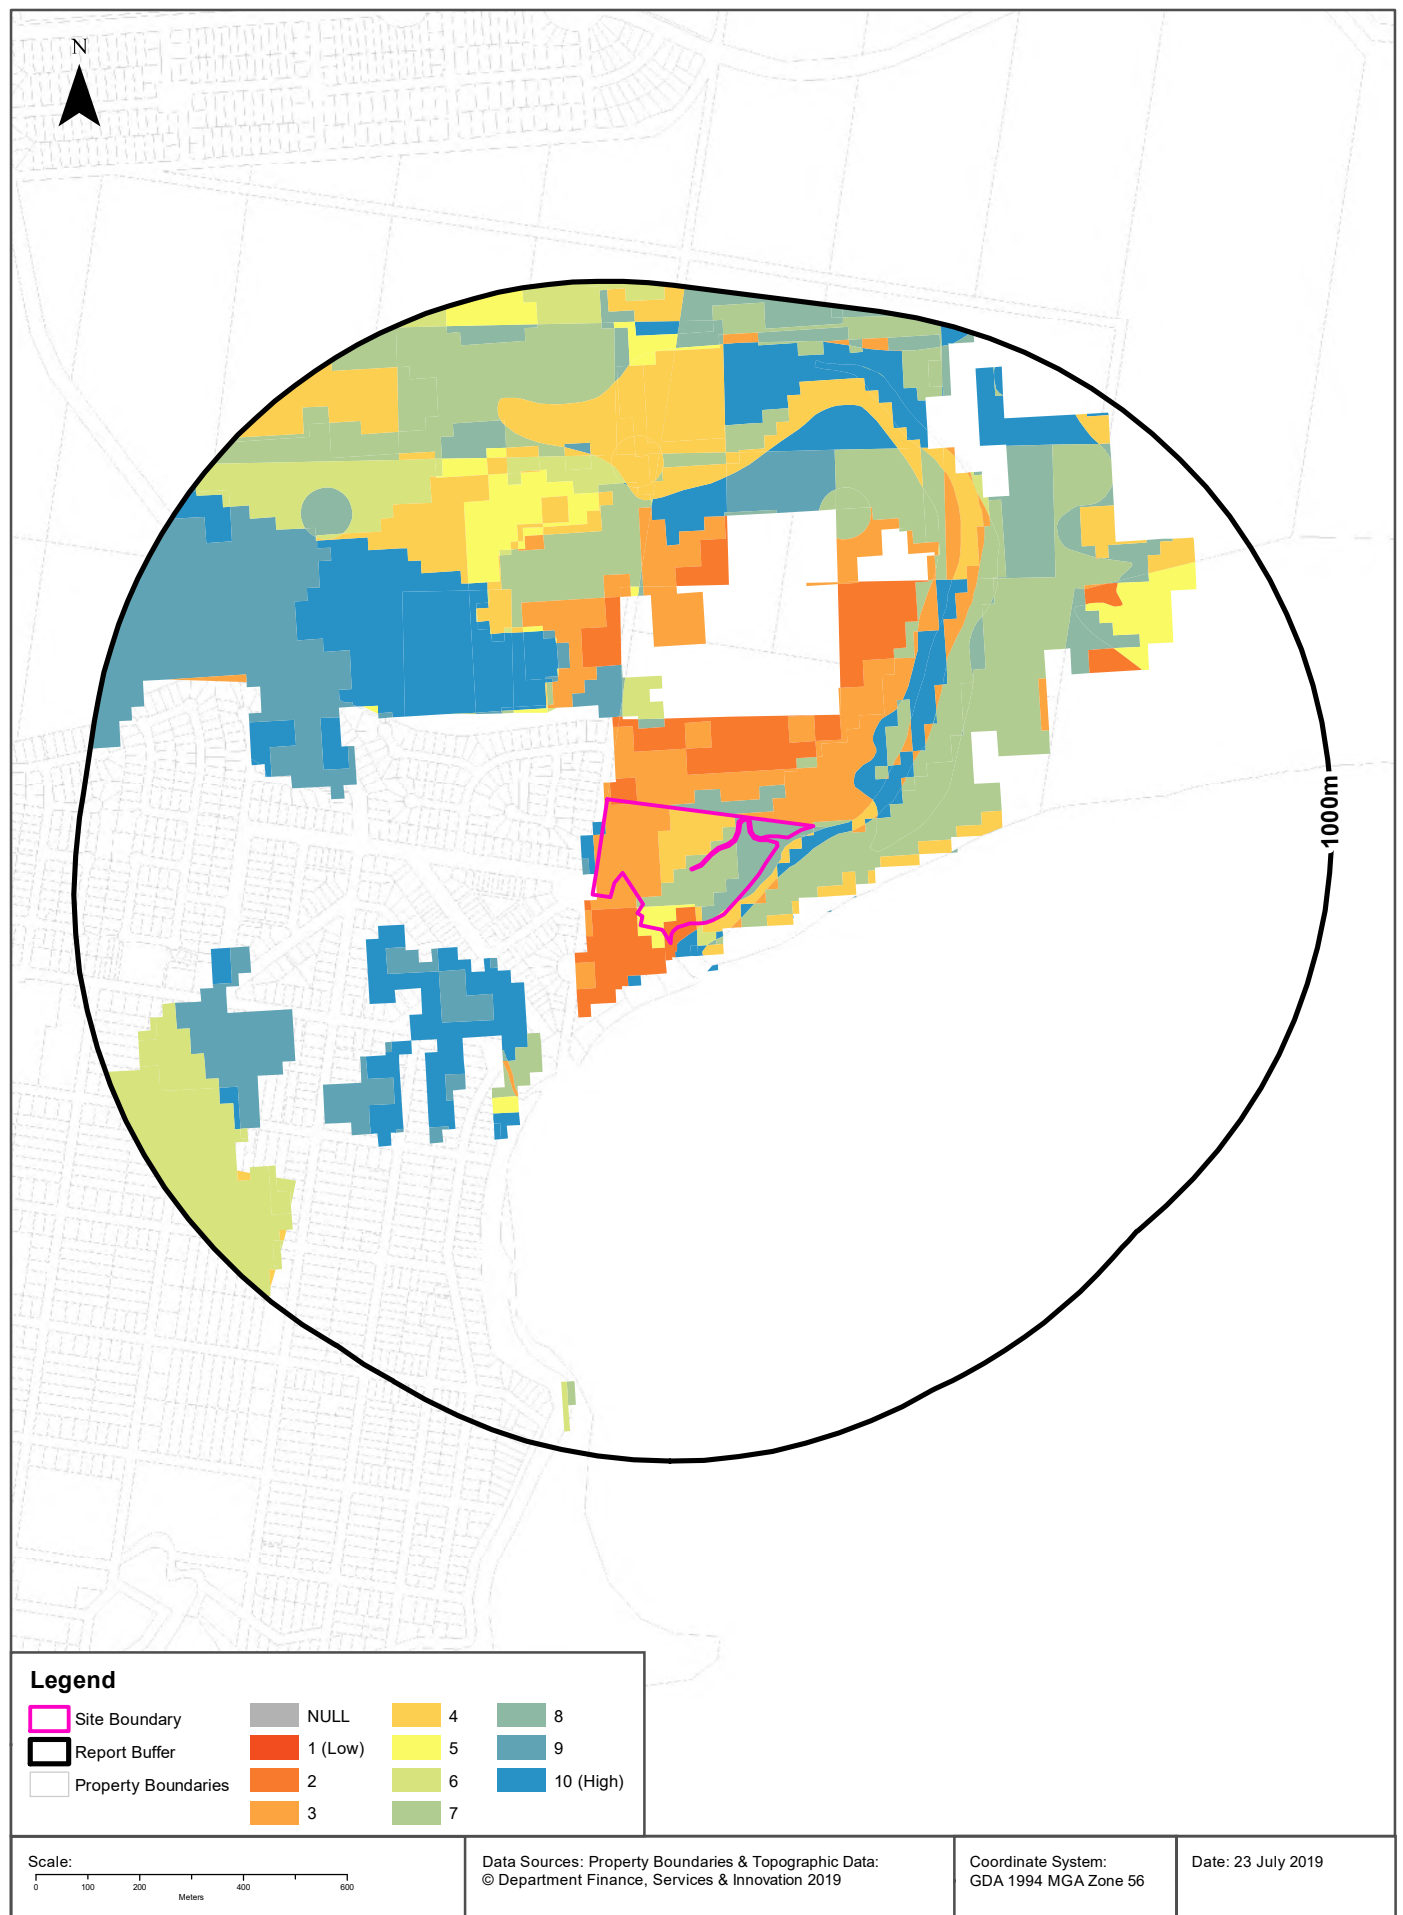 N
1000m
Legend
Site Boundary
Report Buffer
Property Boundaries
NULL
1 (Low)
2
3
4
5
6
7
8
9
10 (High)
Scale:
0 100 200 400 600
Meters
Data Sources: Property Boundaries & Topographic Data:
© Department Finance, Services & Innovation 2019
Coordinate System:
GDA 1994 MGA Zone 56
Date: 23 July 2019